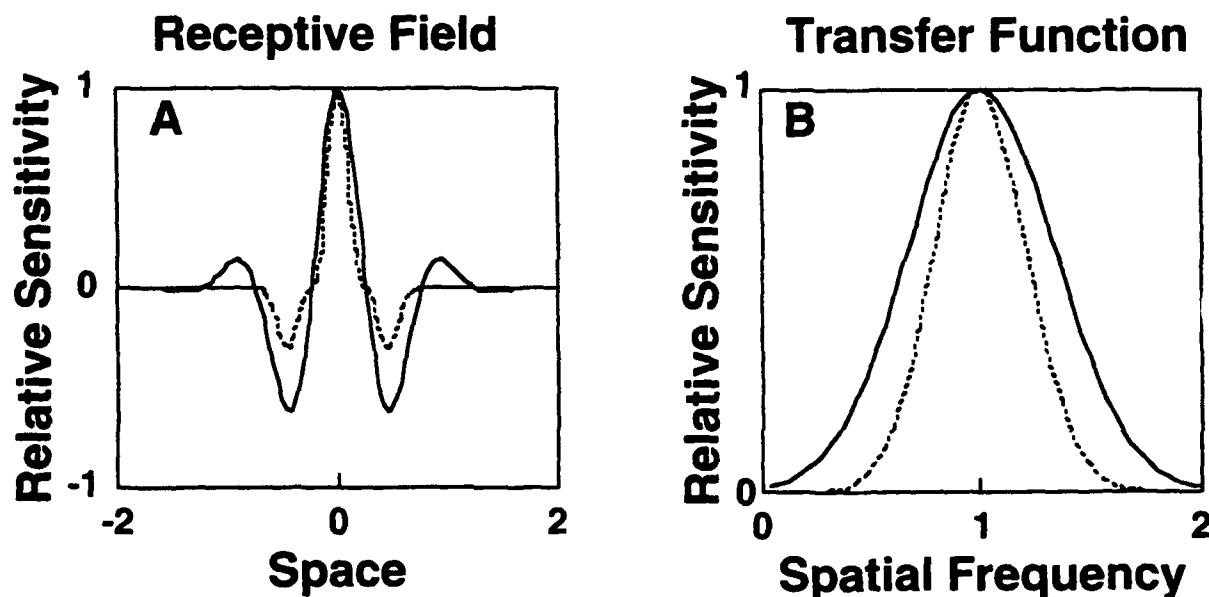 Receptive Field
Relative Sensitivity
1
0
-1
A
-2 0 2
Space
Transfer Function
Relative Sensitivity
1
0
B
0 1 2
Spatial Frequency